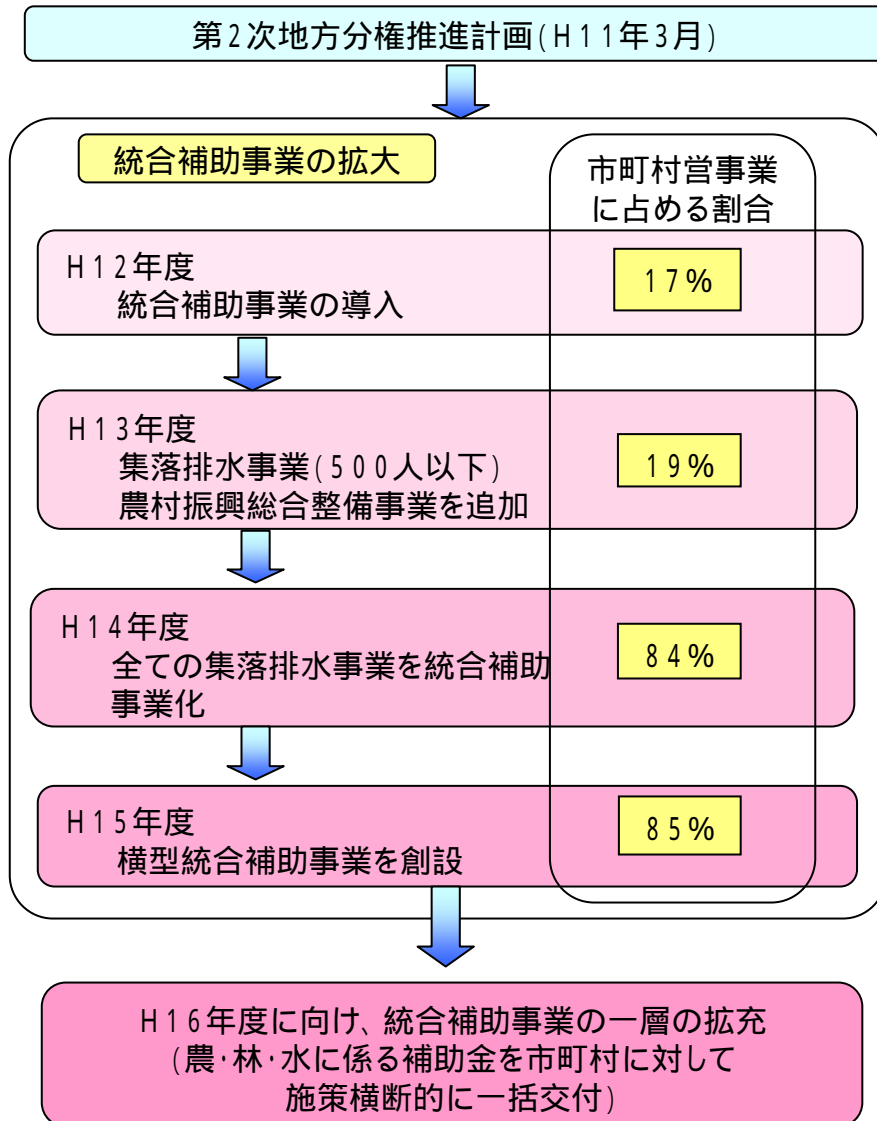 第2次地方分権推進計画(H11年3月)
統合補助事業の拡大
市町村営事業
に占める割合
H12年度
統合補助事業の導入
17%
H13年度
集落排水事業(500人以下)
農村振興総合整備事業を追加
19%
H14年度
全ての集落排水事業を統合補助
事業化
84%
H15年度
横型統合補助事業を創設
85%
H16年度に向け、統合補助事業の一層の拡充
(農・林・水に係る補助金を市町村に対して
施策横断的に一括交付)